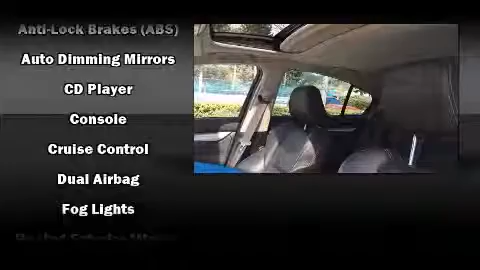 Anti-Lock Brakes (ABS)
Auto Dimming Mirrors
CD Player
Console
Cruise Control
Dual Airbag
Fog Lights